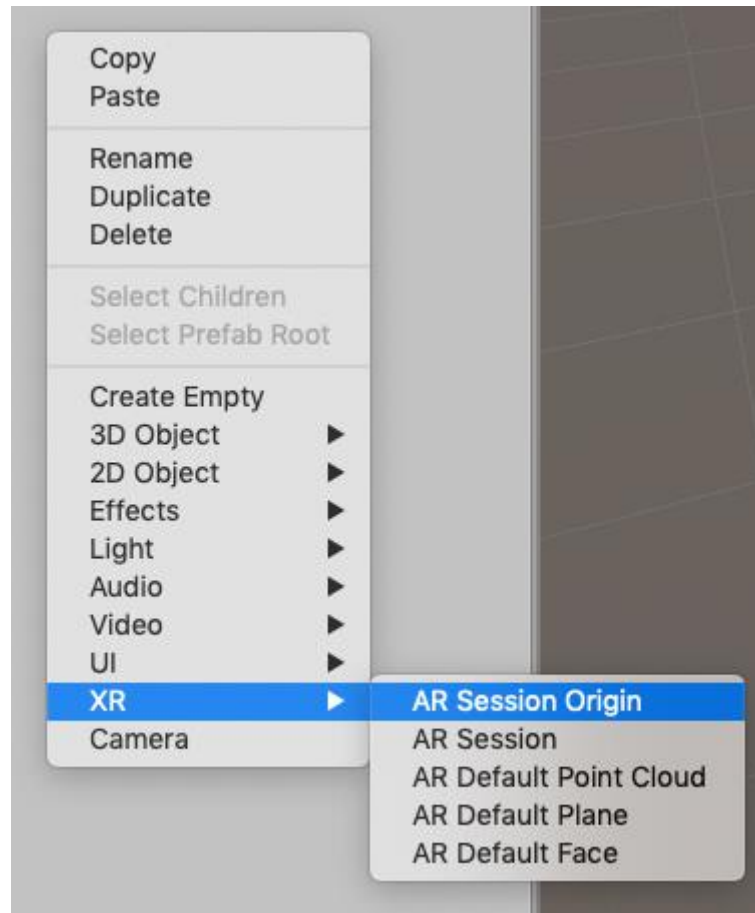 Copy
Paste
Rename
Duplicate
Delete
Select Children
Select Prefab Root
Create Empty
3D Object
2D Object
Effects
Light
Audio
Video
UI
XR
Camera
AR Session Origin
AR Session
AR Default Point Cloud
AR Default Plane
AR Default Face